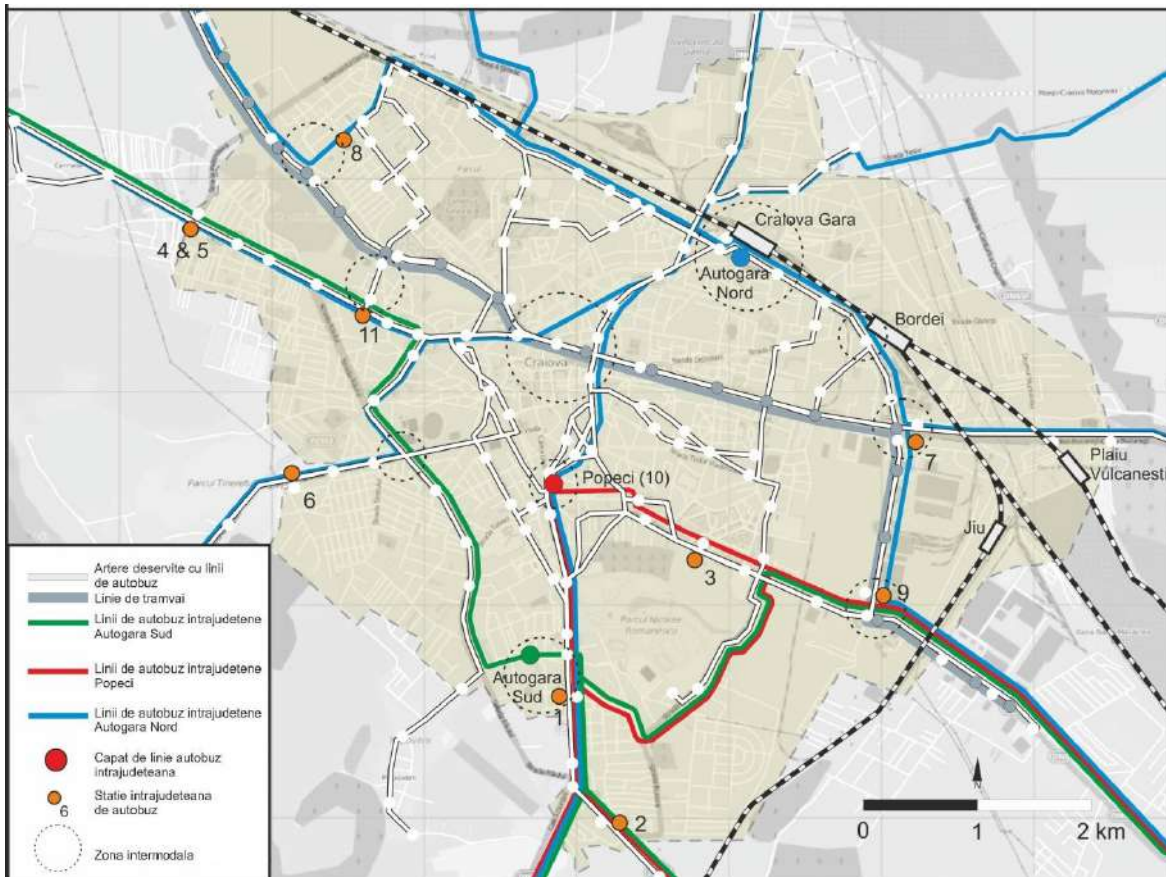 8
4 & 5
Craiova Gara
Autogara
Nord
Bordei
11
Craiova
7
Plaiu
Vulcanesti
6
Popeci (10)
Jiu
3
9
Autogara
Sud
1
2
N
0 1 2 km
Artere deservite cu linii
de autobuz
Linie de tramvai
Linii de autobuz intrajudetene
Autogara Sud
Linii de autobuz intrajudetene
Popeci
Linii de autobuz intrajudetene
Autogara Nord
Capat de linie autobuz
intrajudeteana
6
Statie intrajudeteana
de autobuz
Zona intermodala